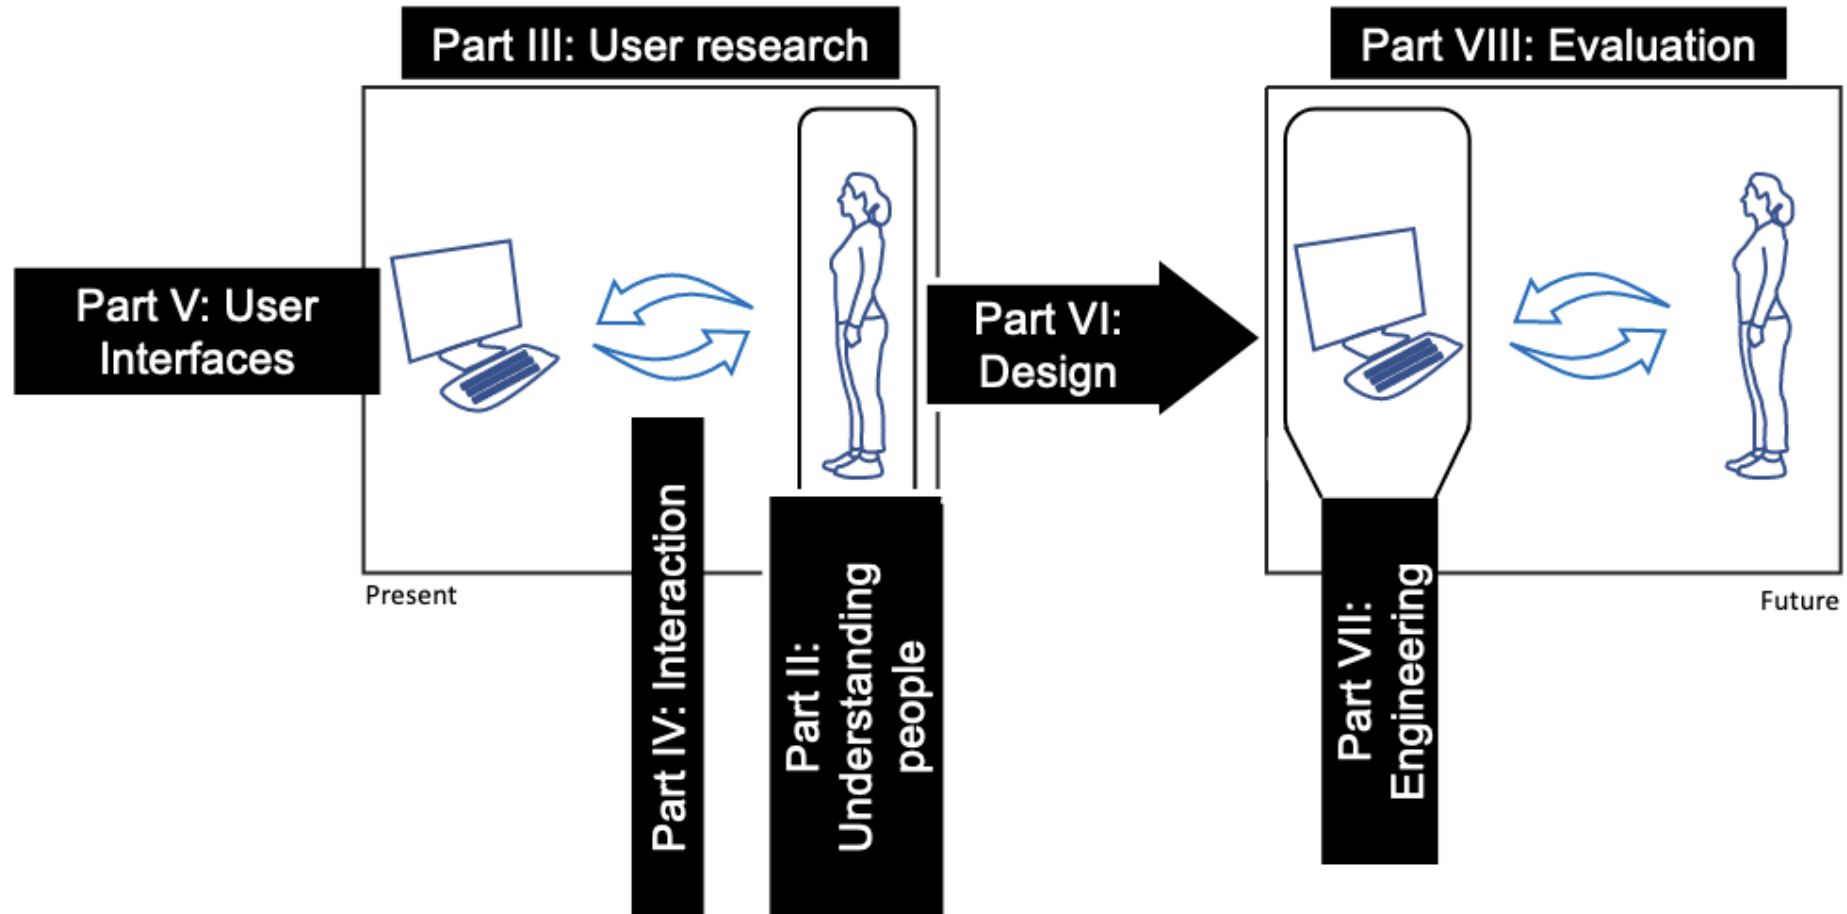 Part III: User research
Part VIII: Evaluation
Part V: User
Interfaces
Part VI:
Design
Present
Future
Part IV: Interaction
Part II:
Understanding
people
Part VII:
Engineering